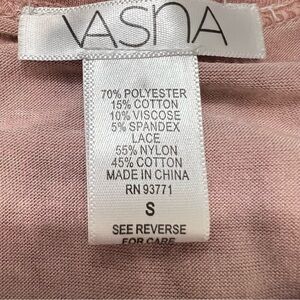 VASNA
70% POLYESTER
15% COTTON
10% VISCOSE
5% SPANDEX
LACE
55% NYLON
45% COTTON
MADE IN CHINA
RN 93771
S
SEE REVERSE
FOR CARE